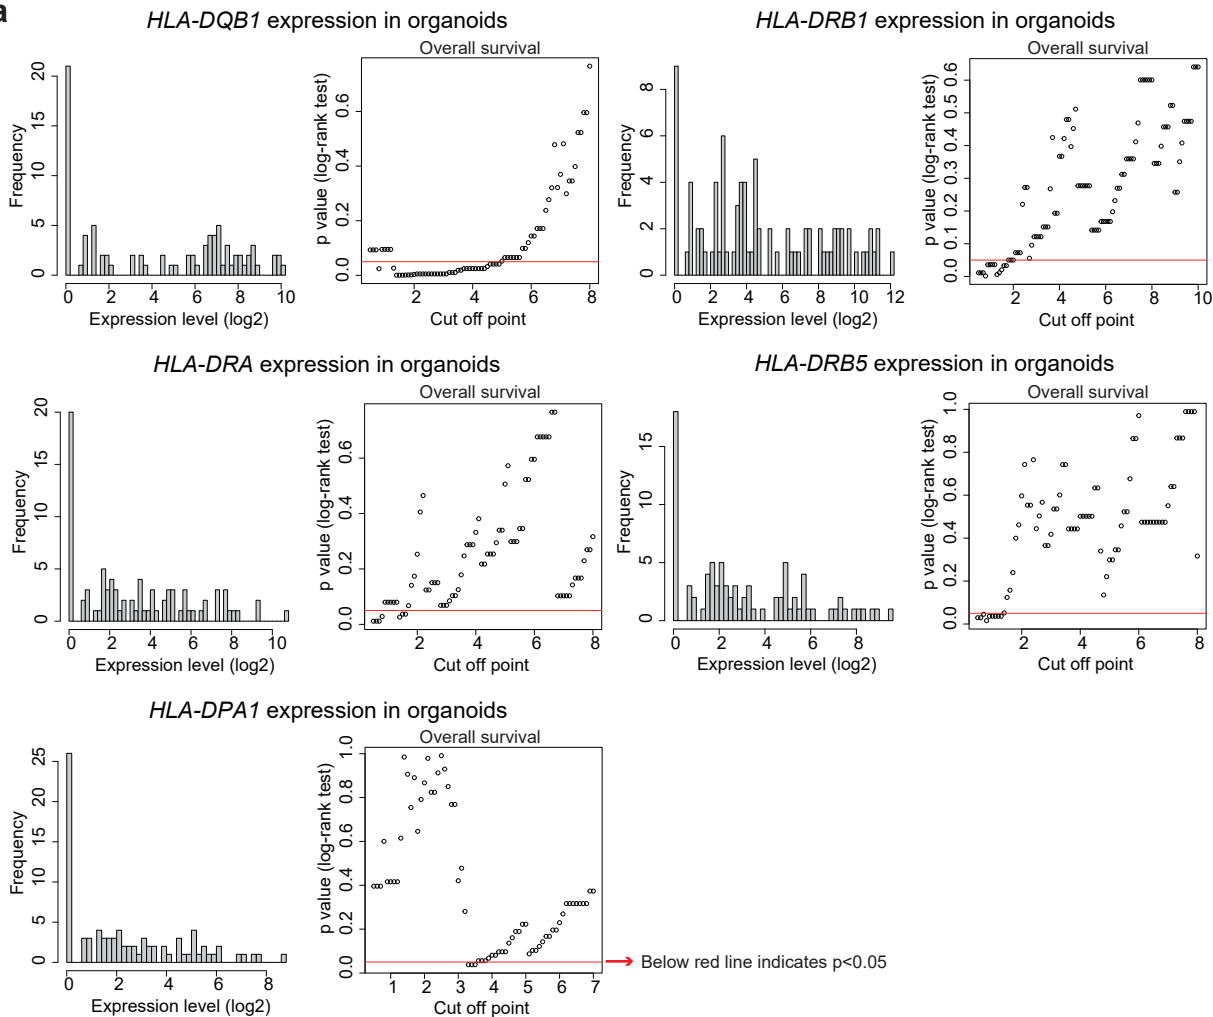 a
HLA-DQB1 expression in organoids
Frequency
0 5 10 15 20
0 2 4 6 8 10
Expression level (log2)
Overall survival
p value (log-rank test)
0.0 0.2 0.4 0.6
2 4 6 8
Cut off point
HLA-DRB1 expression in organoids
Frequency
0 2 4 6 8
0 2 4 6 8 10 12
Expression level (log2)
Overall survival
p value (log-rank test)
0.0 0.1 0.2 0.3 0.4 0.5 0.6
2 4 6 8 10
Cut off point
HLA-DRA expression in organoids
Frequency
0 5 10 15 20
0 2 4 6 8 10
Expression level (log2)
Overall survival
p value (log-rank test)
0.0 0.2 0.4 0.6
2 4 6 8
Cut off point
HLA-DRB5 expression in organoids
Frequency
0 5 10 15
0 2 4 6 8
Expression level (log2)
Overall survival
p value (log-rank test)
0.0 0.2 0.4 0.6 0.8 1.0
2 4 6 8
Cut off point
HLA-DPA1 expression in organoids
Frequency
0 5 10 15 20 25
0 2 4 6 8
Expression level (log2)
Overall survival
p value (log-rank test)
0.0 0.2 0.4 0.6 0.8 1.0
1 2 3 4 5 6 7
Cut off point
Below red line indicates p<0.05